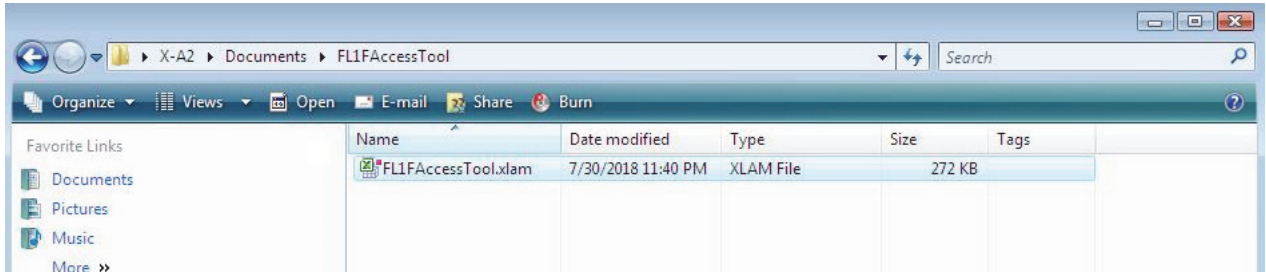 X-A2 Documents FL1FAccessTool
Search
Organize Views Open E-mail Share Burn
Favorite Links
Name Date modified Type Size Tags
FL1FAccessTool.xlam 7/30/2018 11:40 PM XLAM File 272 KB
Documents
Pictures
Music
More »